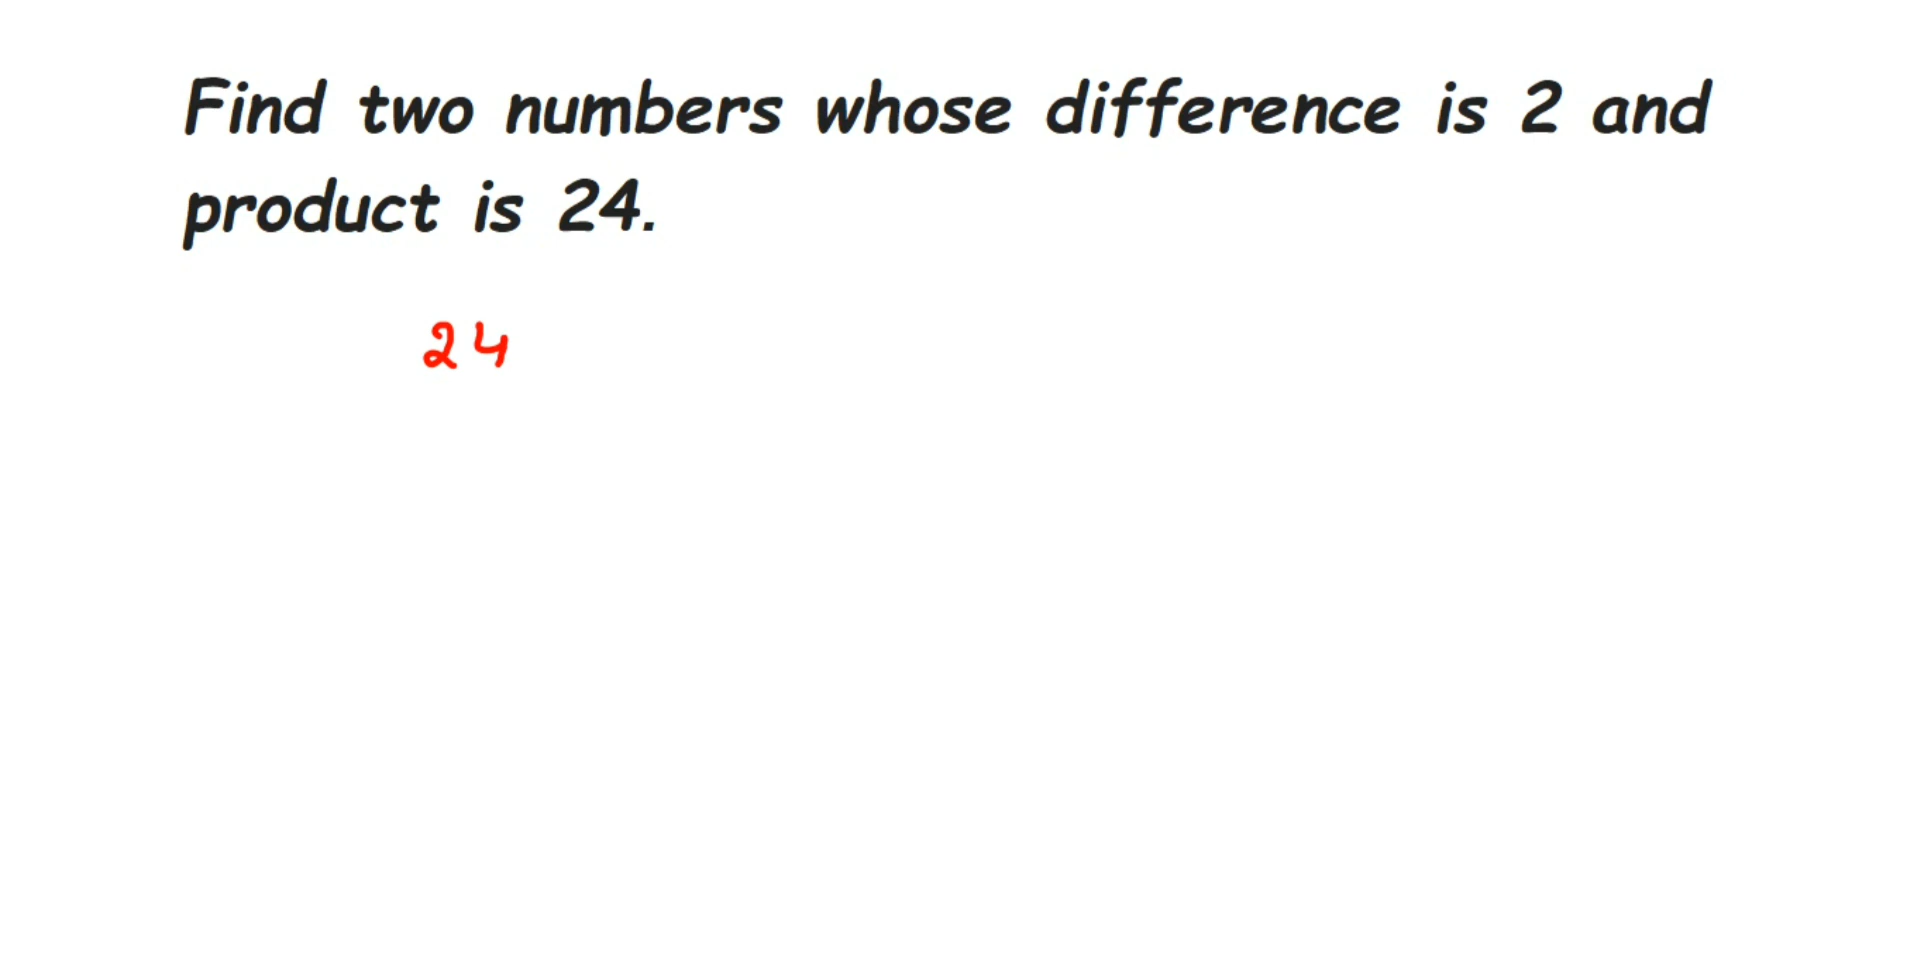 Find two numbers whose difference is 2 and
product is 24.
24